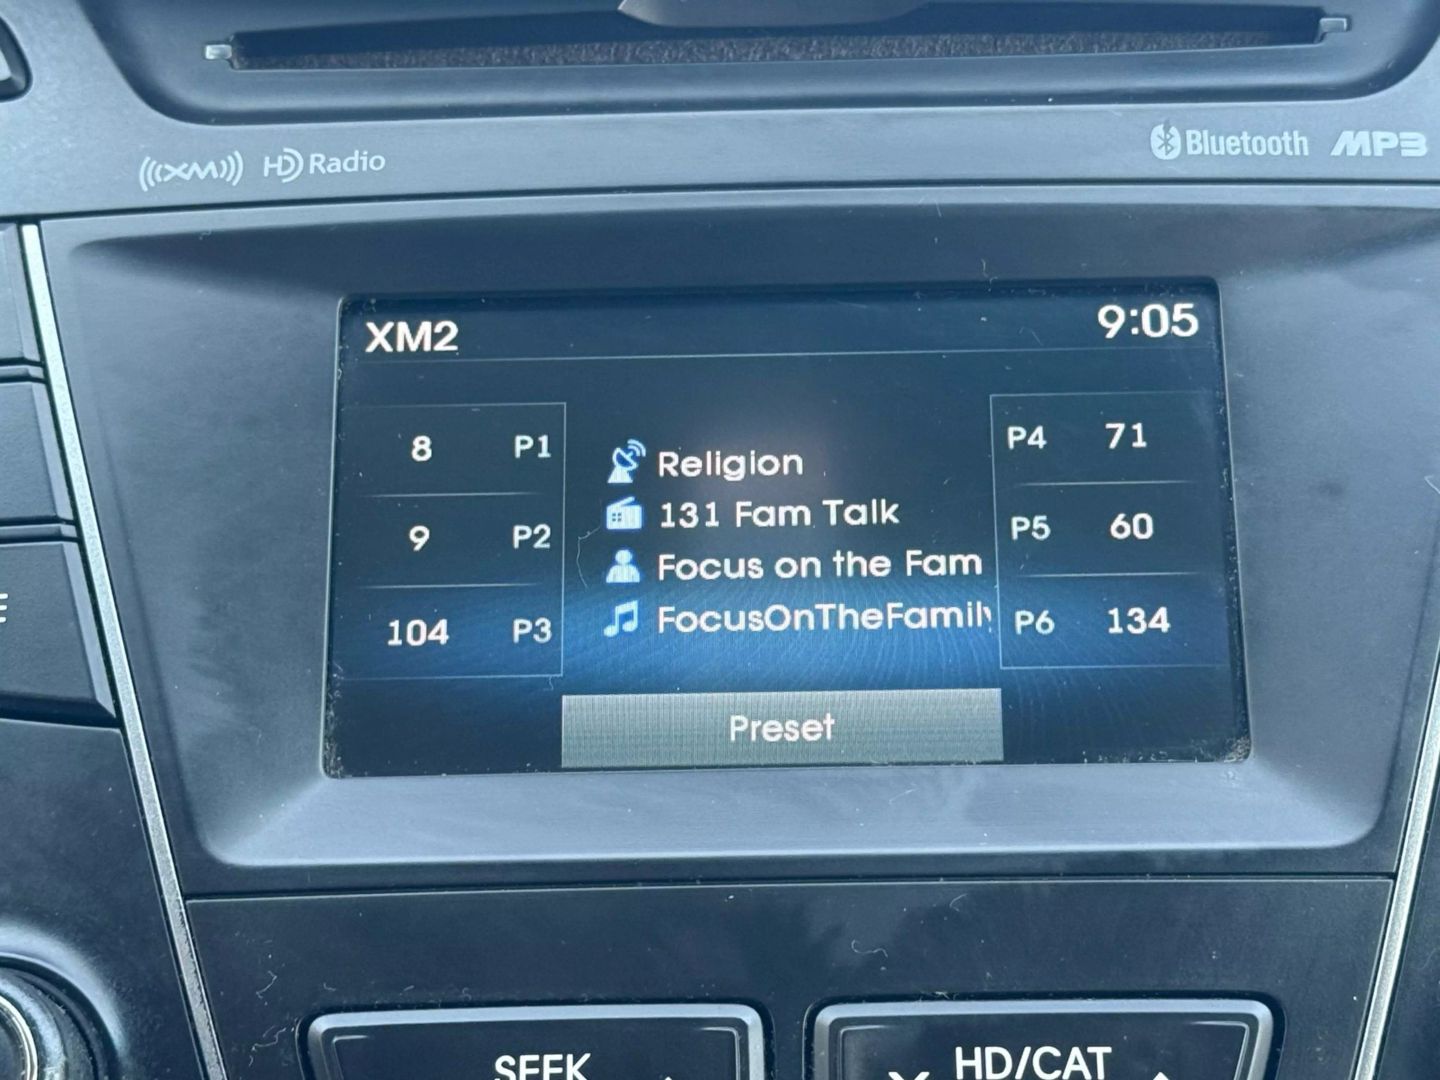 XM HD Radio
Bluetooth MP3
XM2
9:05
8 P1
9 P2
104 P3
Religion
131 Fam Talk
Focus on the Fam
FocusOnTheFamil
P4 71
P5 60
P6 134
Preset
SEEK
HD/CAT